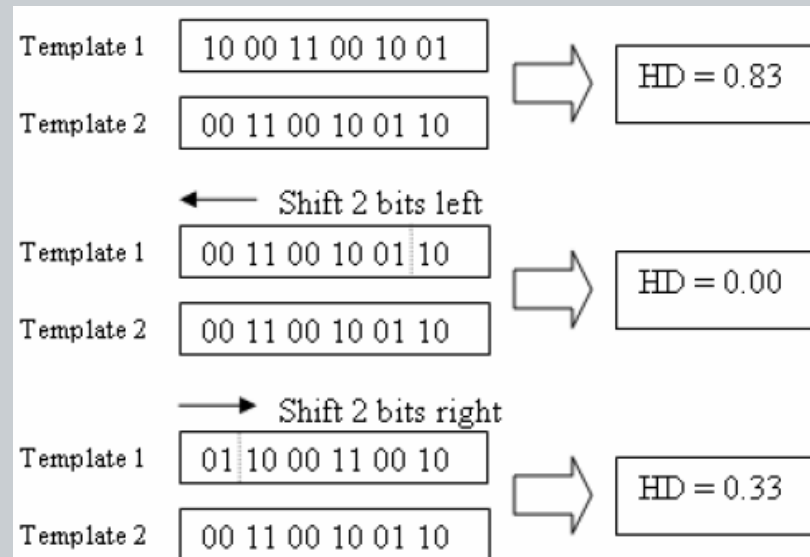 Template 1 10 00 11 00 10 01
HD = 0.83
Template 2 00 11 00 10 01 10
Shift 2 bits left
Template 1 00 11 00 10 01 10
HD = 0.00
Template 2 00 11 00 10 01 10
Shift 2 bits right
Template 1 01 10 00 11 00 10
HD = 0.33
Template 2 00 11 00 10 01 10